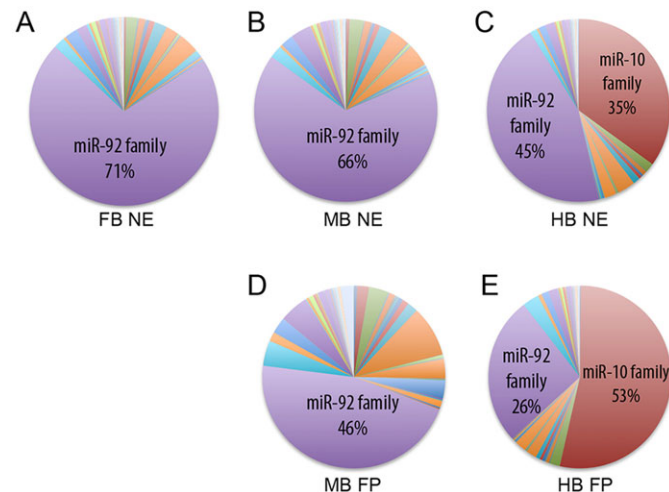 A
miR-92 family
71%
FB NE
B
miR-92 family
66%
MB NE
C
miR-10
family
35%
miR-92
family
45%
HB NE
D
miR-92 family
46%
MB FP
E
miR-92
family
26%
miR-10 family
53%
HB FP